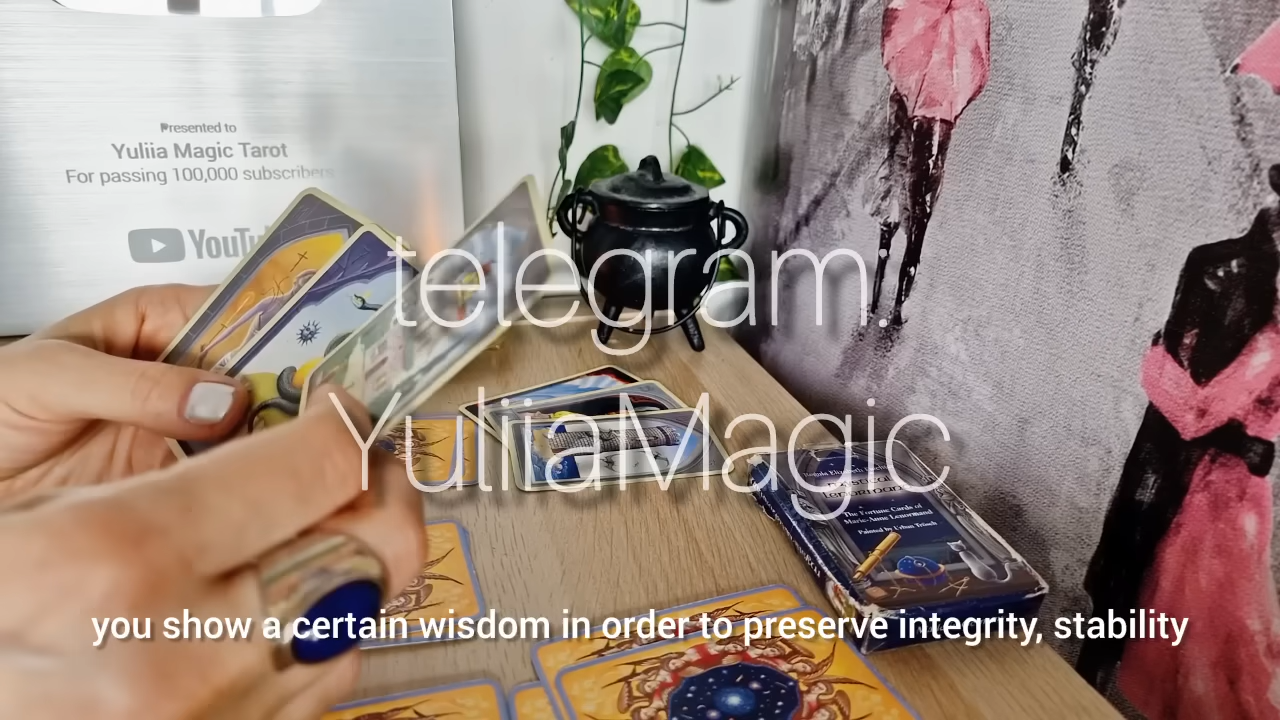 Presented to
Yuliia Magic Tarot
For passing 100,000 subscribers
telegram.
YuliiaMagic
The Fortune Cards of
Marie-Anne Lenormand
Painted by Urban Trösch
you show a certain wisdom in order to preserve integrity, stability